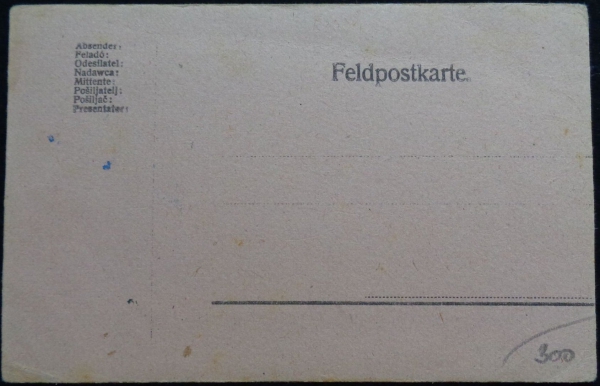 Absender:
Feladó:
Odesílatel:
Nadawca:
Mittente:
Pošiljatelj:
Pošiljač:
Presentator:
Feldpostkarte.
300